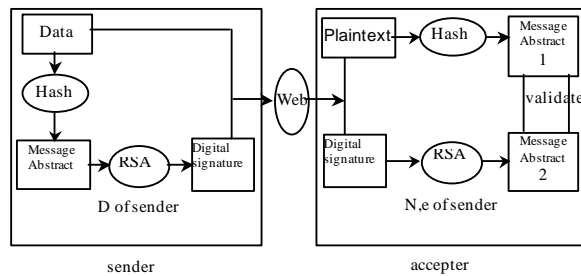 Data
Hash
Message
Abstract
RSA
Digital
signature
D of sender
sender
Web
Plaintext
Hash
Message
Abstract
1
validate
Digital
signature
RSA
Message
Abstract
2
N,e of sender
accepter